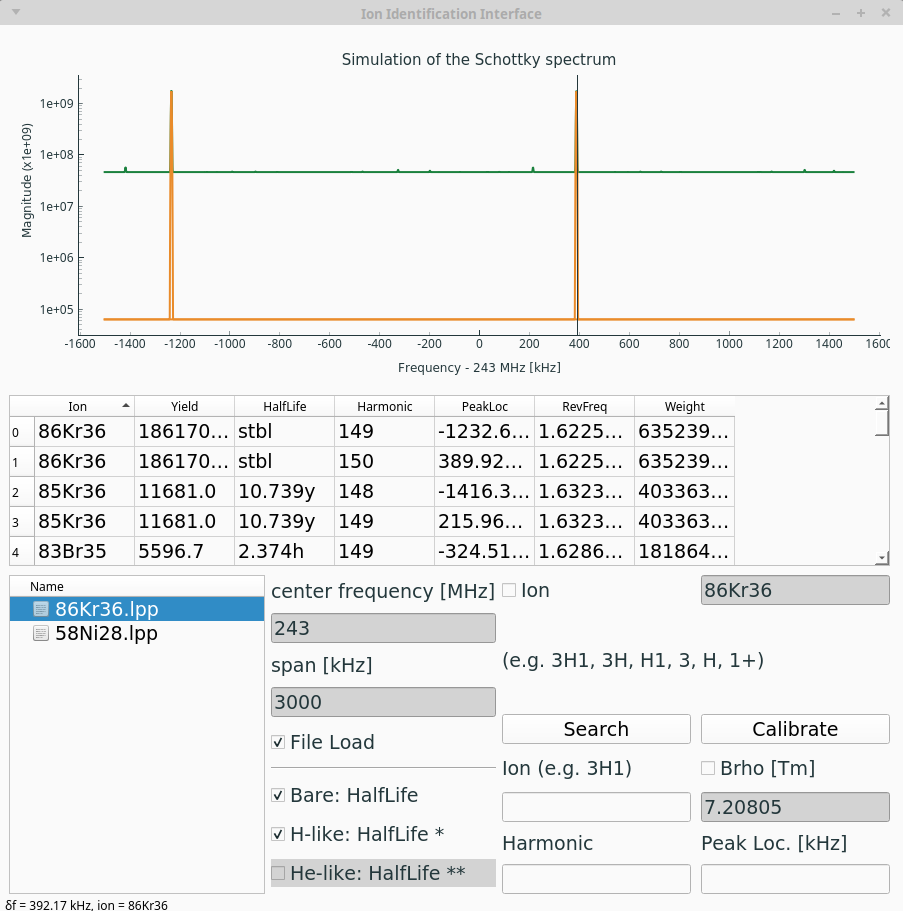 Ion Identification Interface
Simulation of the Schottky spectrum
Magnitude (x1e+09)
1e+09
1e+08
1e+07
1e+06
1e+05
-1600 -1400 -1200 -1000 -800 -600 -400 -200 0 200 400 600 800 1000 1200 1400 1600
Frequency - 243 MHz [kHz]
Ion Yield HalfLife Harmonic PeakLoc RevFreq Weight
0 86Kr36 186170... stbl 149 -1232.6... 1.6225... 635239...
1 86Kr36 186170... stbl 150 389.92... 1.6225... 635239...
2 85Kr36 11681.0 10.739y 148 -1416.3... 1.6323... 403363...
3 85Kr36 11681.0 10.739y 149 215.96... 1.6323... 403363...
4 83Br35 5596.7 2.374h 149 -324.51... 1.6286... 181864...
Name
86Kr36.lpp
58Ni28.lpp
center frequency [MHz]
243
span [kHz]
3000
File Load
Bare: HalfLife
H-like: HalfLife *
He-like: HalfLife **
Ion
86Kr36
(e.g. 3H1, 3H, H1, 3, H, 1+)
Search
Calibrate
Ion (e.g. 3H1)
Brho [Tm]
7.20805
Harmonic
Peak Loc. [kHz]
δf = 392.17 kHz, ion = 86Kr36